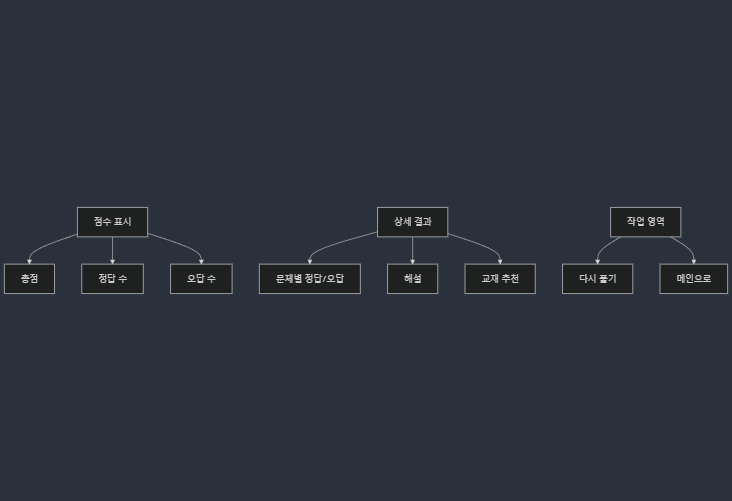 점수 표시
상세 결과
작업 영역
총점
정답 수
오답 수
문제별 정답/오답
해설
교재 추천
다시 풀기
메인으로